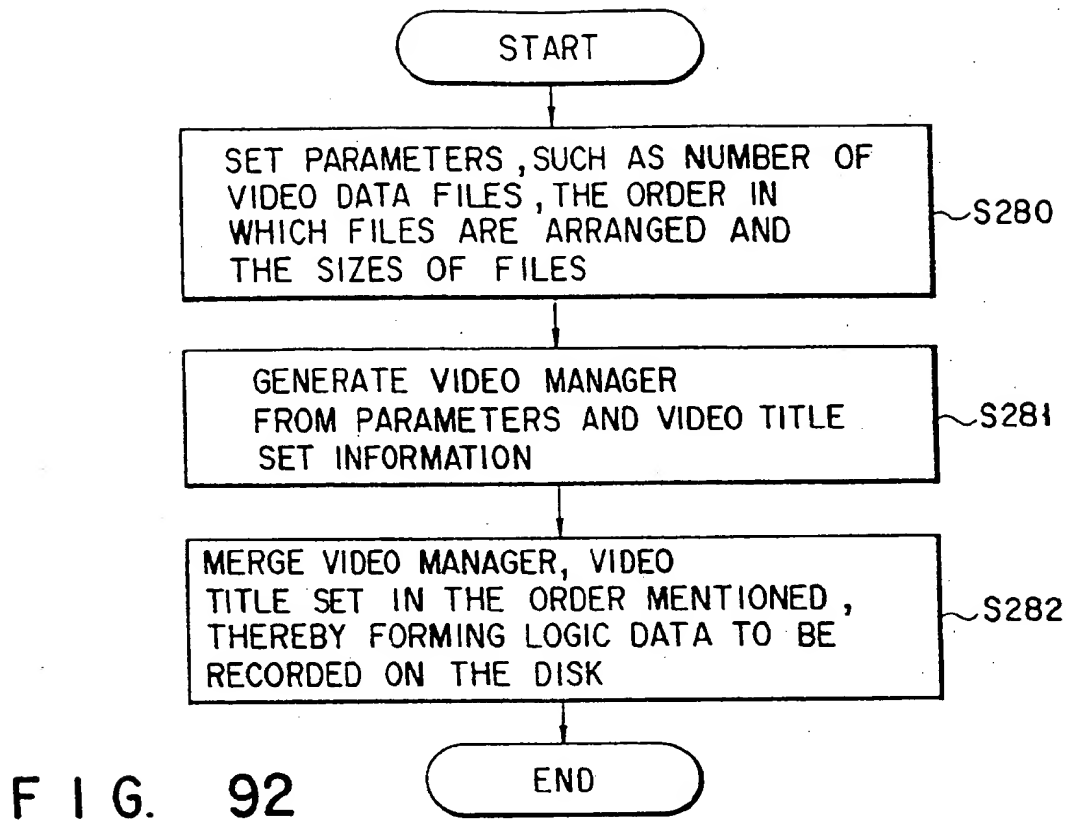 START
SET PARAMETERS, SUCH AS NUMBER OF
VIDEO DATA FILES, THE ORDER IN
WHICH FILES ARE ARRANGED AND
THE SIZES OF FILES
S280
GENERATE VIDEO MANAGER
FROM PARAMETERS AND VIDEO TITLE
SET INFORMATION
S281
MERGE VIDEO MANAGER, VIDEO
TITLE SET IN THE ORDER MENTIONED,
THEREBY FORMING LOGIC DATA TO BE
RECORDED ON THE DISK
S282
END
FIG. 92